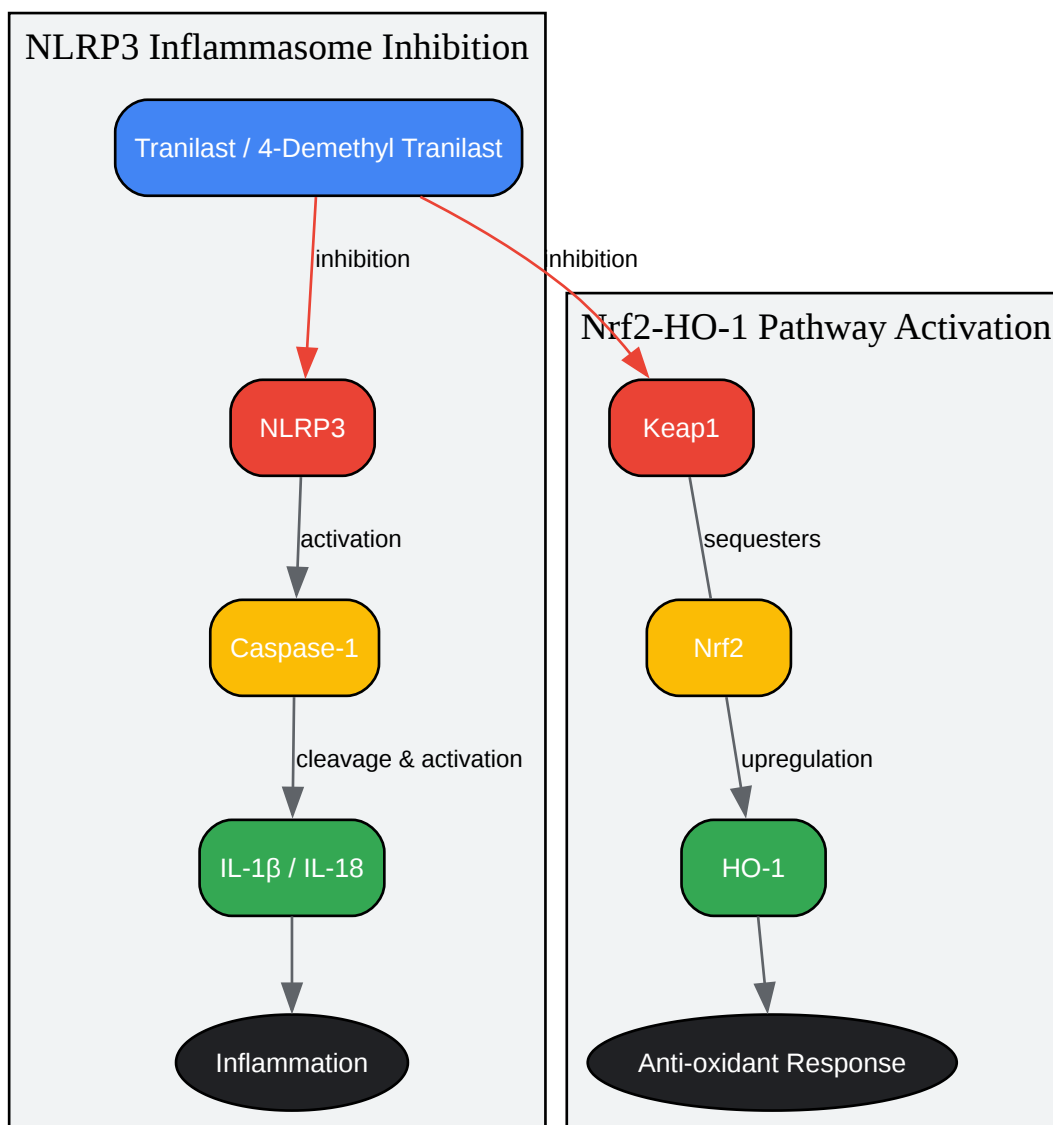 NLRP3 Inflammasome Inhibition
Tranilast / 4-Demethyl Tranilast
inhibition
inhibition
Nrf2-HO-1 Pathway Activation
NLRP3
Keap1
activation
sequesters
Caspase-1
Nrf2
cleavage & activation
upregulation
IL-1β / IL-18
HO-1
Inflammation
Anti-oxidant Response